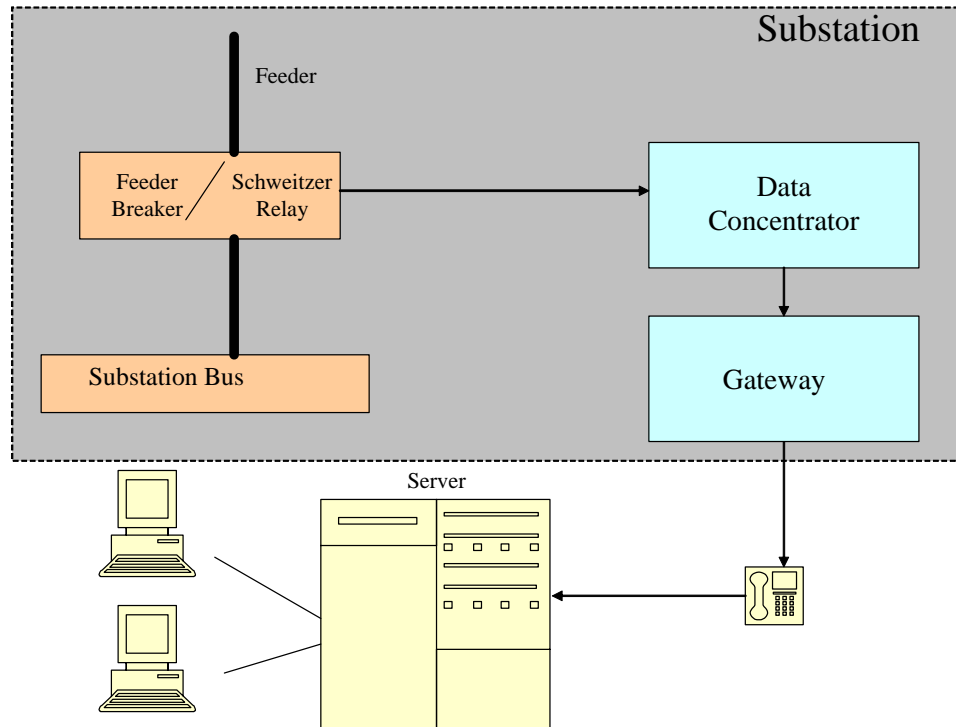 Substation
Feeder
Feeder
Breaker
Schweitzer
Relay
Data
Concentrator
Substation Bus
Gateway
Server